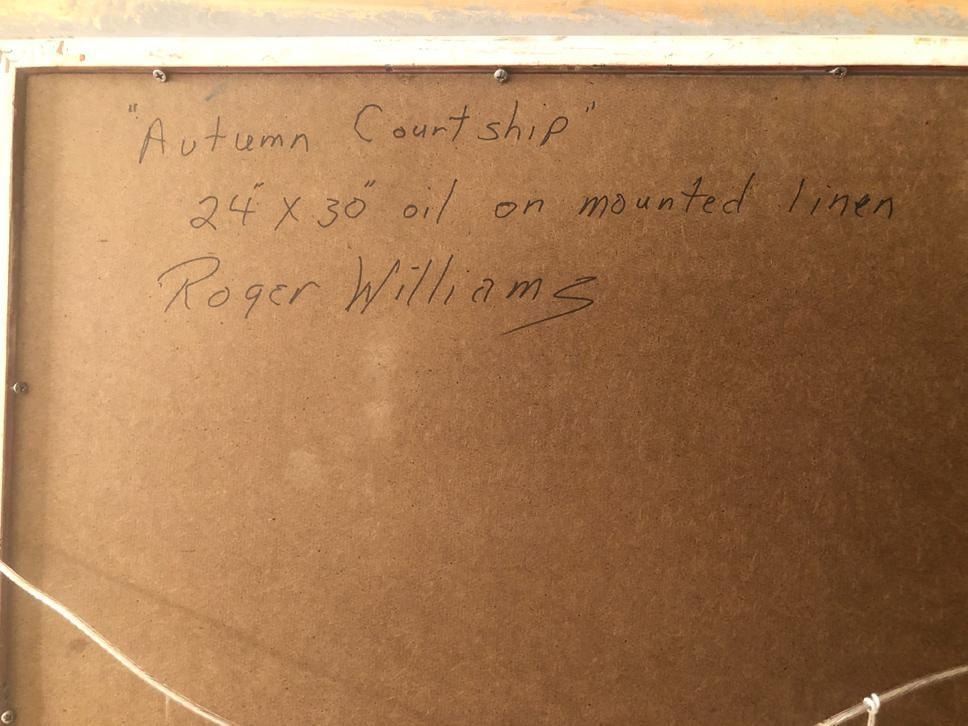 "Autumn Courtship"
24" X 30" oil on mounted linen
Roger Williams